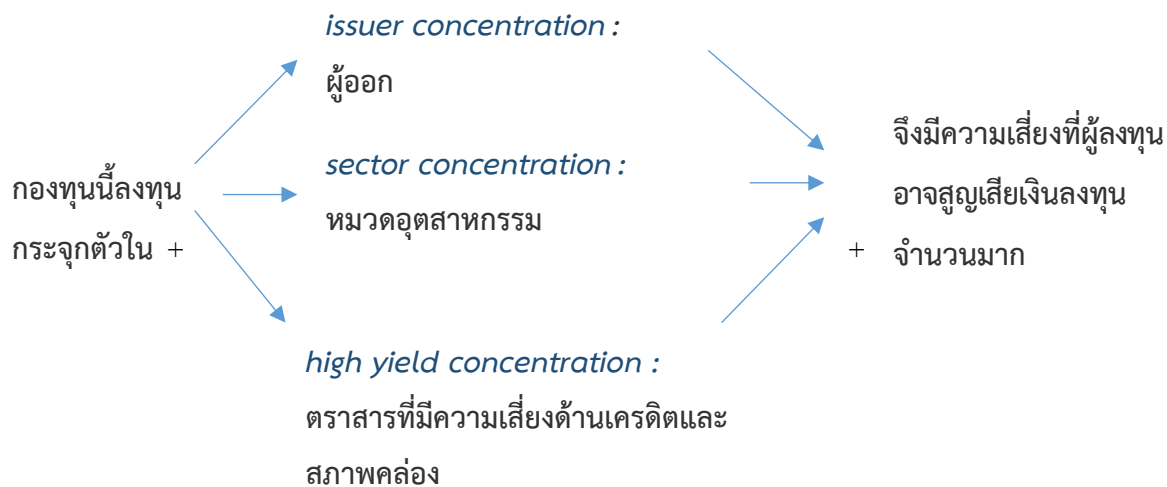 กองทุนนี้ลงทุน
กระจุกตัวใน +
issuer concentration :
ผู้ออก
sector concentration :
หมวดอุตสาหกรรม
high yield concentration :
ตราสารที่มีความเสี่ยงด้านเครดิตและ
สภาพคล่อง
+
จึงมีความเสี่ยงที่ผู้ลงทุน
อาจสูญเสียเงินลงทุน
จำนวนมาก